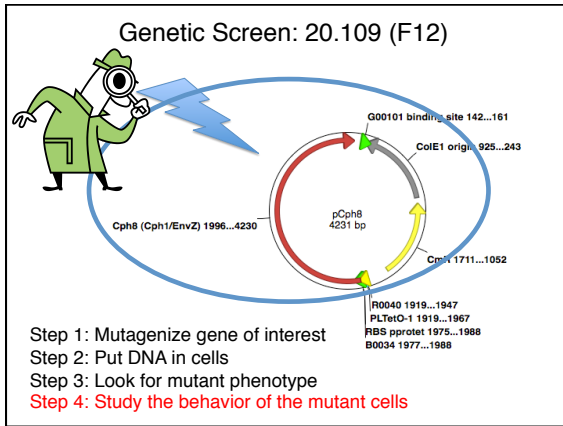 Genetic Screen: 20.109 (F12)
G00101 binding site 142...161
ColE1 origin 925...243
pCph8
4231 bp
Cph8 (Cph1/EnvZ) 1996...4230
CmR 1711...1052
R0040 1919...1947
PLTetO-1 1919...1967
RBS pprotet 1975...1988
B0034 1977...1988
Step 1: Mutagenize gene of interest
Step 2: Put DNA in cells
Step 3: Look for mutant phenotype
Step 4: Study the behavior of the mutant cells